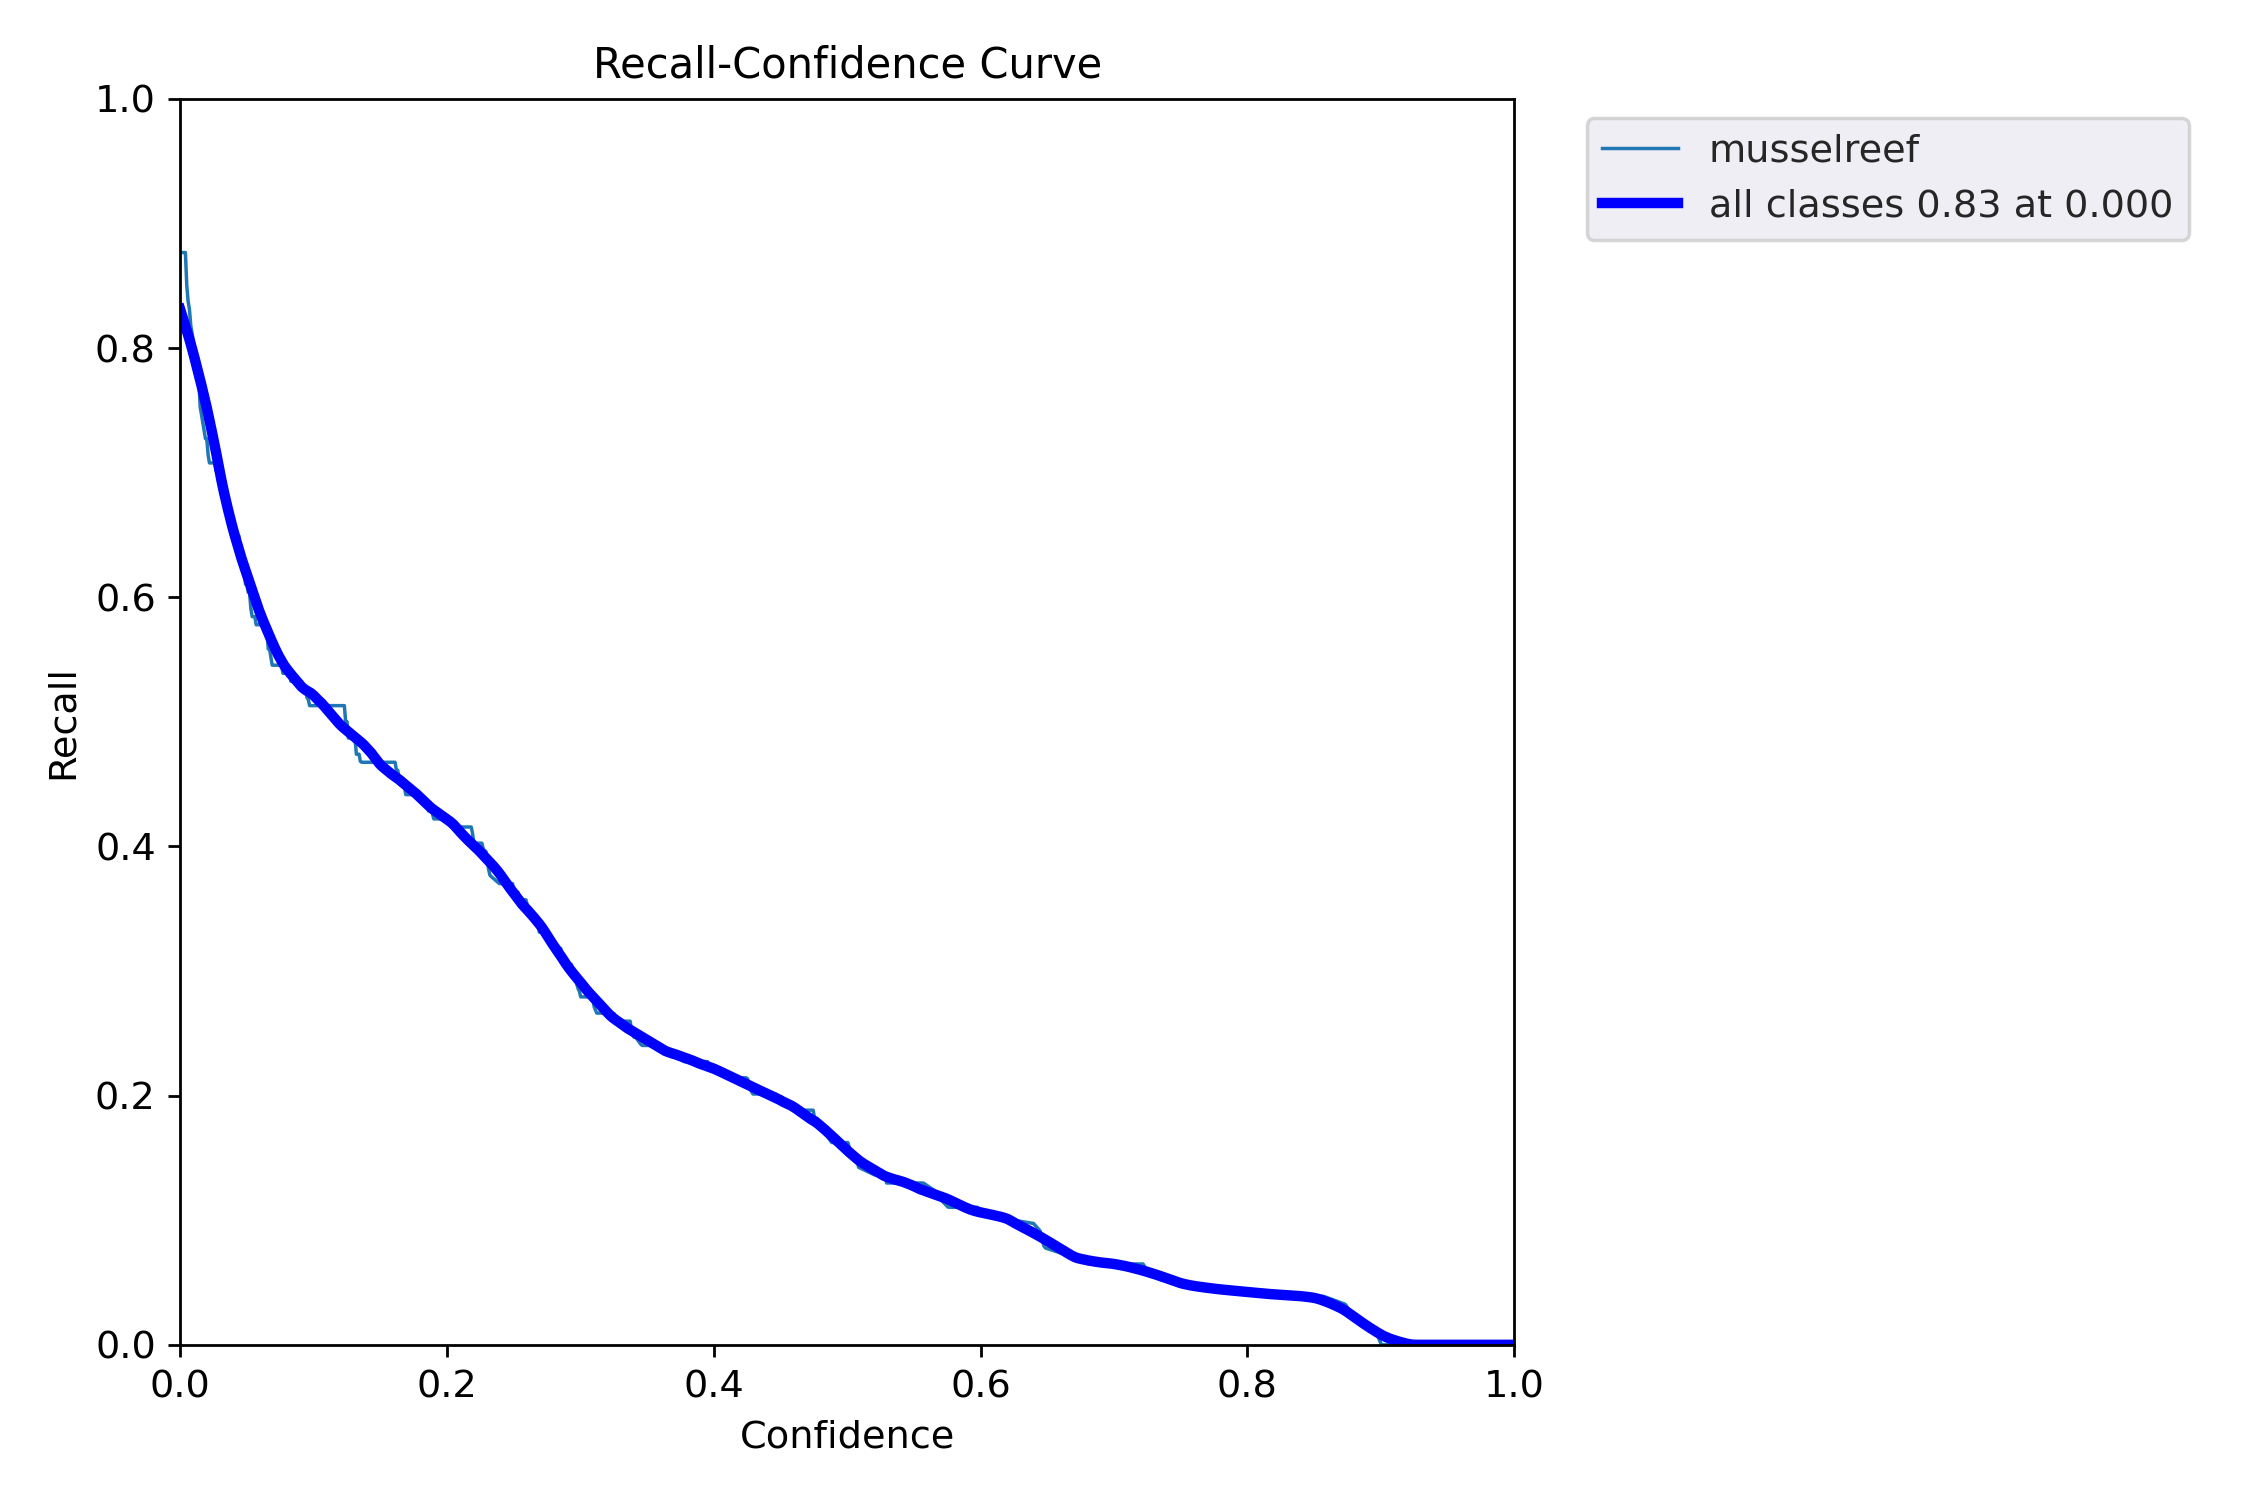 Recall-Confidence Curve
musselreef
all classes 0.83 at 0.000
1.0
0.8
0.6
0.4
0.2
0.0
Recall
0.0 0.2 0.4 0.6 0.8 1.0
Confidence